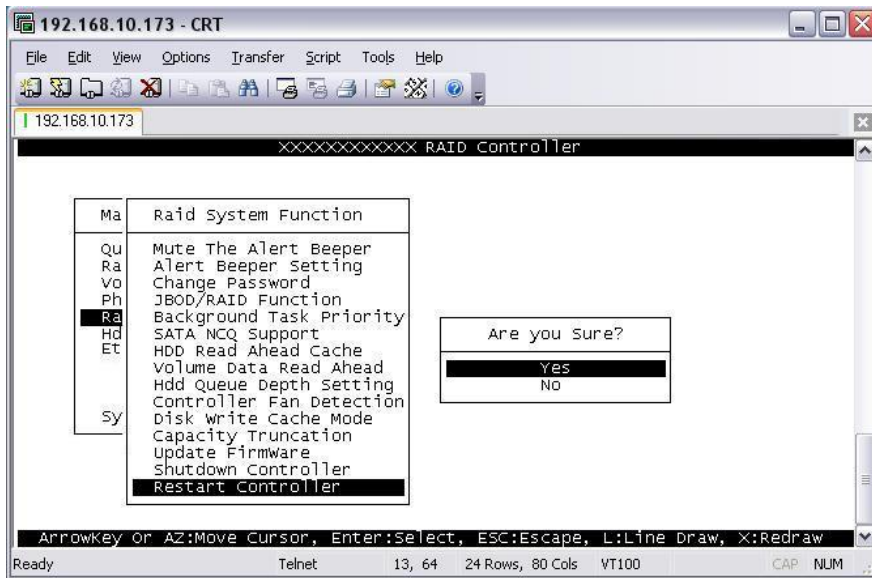 192.168.10.173 - CRT
File Edit View Options Transfer Script Tools Help
192.168.10.173
XXXXXXXXXXXX RAID Controller
Ma
Qu
Ra
Vo
Ph
Ra
Hd
Et
Sy
Raid System Function
Mute The Alert Beeper
Alert Beeper Setting
Change Password
JBOD/RAID Function
Background Task Priority
SATA NCQ Support
HDD Read Ahead Cache
Volume Data Read Ahead
Hdd Queue Depth Setting
Controller Fan Detection
Disk Write Cache Mode
Capacity Truncation
Update FirmWare
Shutdown Controller
Restart Controller
Are you Sure?
Yes
No
ArrowKey Or AZ:Move Cursor, Enter:Select, ESC:Escape, L:Line Draw, X:Redraw
Ready Telnet 13, 64 24 Rows, 80 Cols VT100 CAP NUM